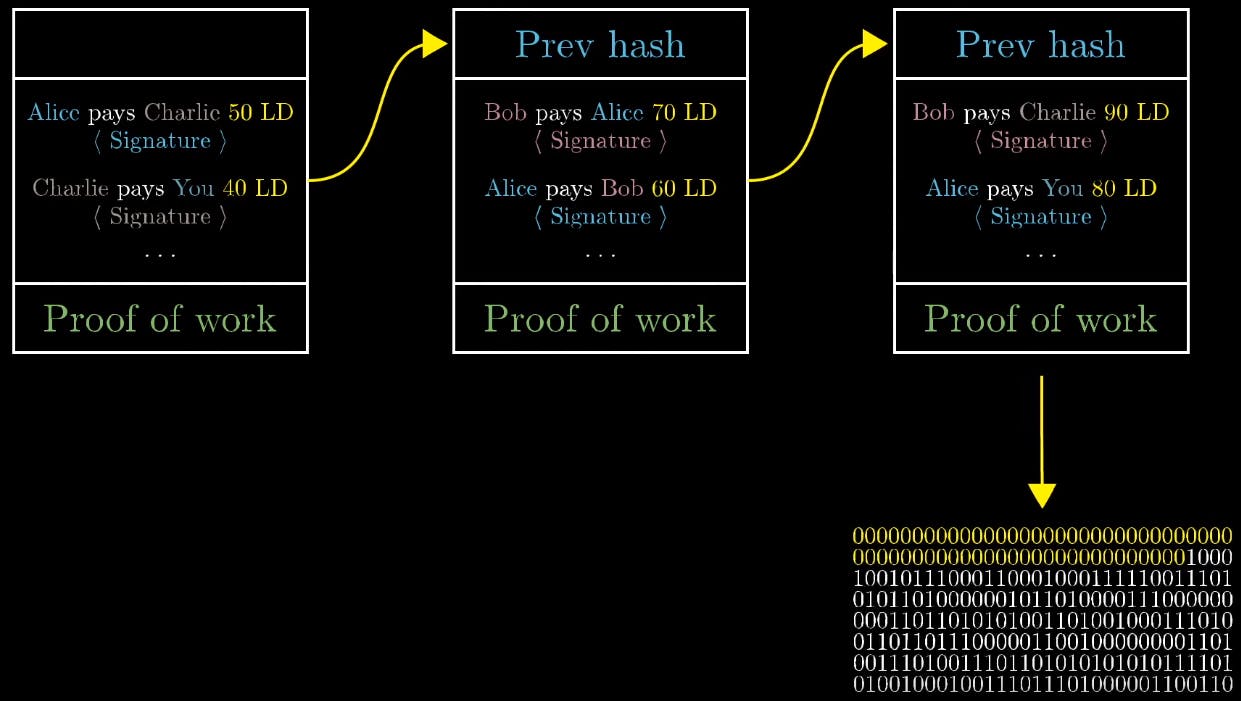 Alice pays Charlie 50 LD
⟨ Signature ⟩
Charlie pays You 40 LD
⟨ Signature ⟩
...
Proof of work
Prev hash
Bob pays Alice 70 LD
⟨ Signature ⟩
Alice pays Bob 60 LD
⟨ Signature ⟩
...
Proof of work
Prev hash
Bob pays Charlie 90 LD
⟨ Signature ⟩
Alice pays You 80 LD
⟨ Signature ⟩
...
Proof of work
00000000000000000000000000000000
00000000000000000000000000001000
10010111000110001000111110011101
01011010000001011010000111000000
00011011010101001101001000111010
01101101110000011001000000001101
00111010011101101010101010111101
01001000100111011101000001100110